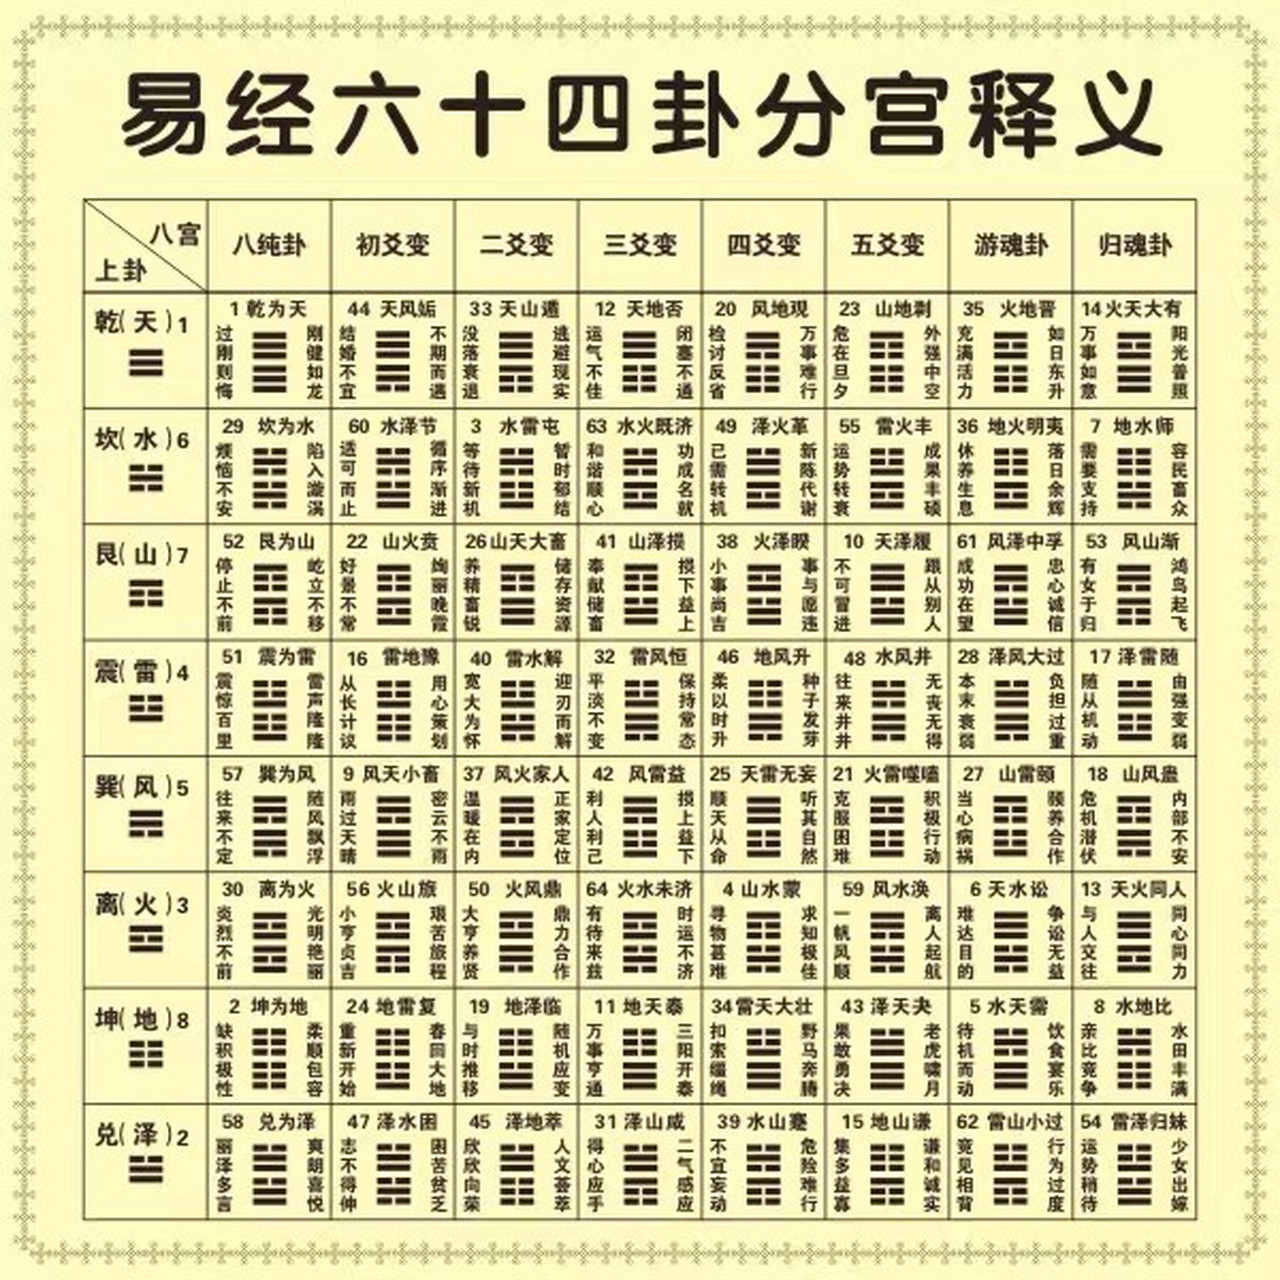 易经六十四卦分宫释义
八宫
上卦
八纯卦
初爻变
二爻变
三爻变
四爻变
五爻变
游魂卦
归魂卦
乾(天)1
1 乾为天
过刚则悔
刚健如龙
44 天风姤
结婚不宜
不期而遇
33 天山遁
没落衰退
逃避现实
12 天地否
运气不佳
闭塞不通
20 风地观
检讨反省
万事难行
23 山地剥
危在旦夕
外强中空
35 火地晋
充满活力
如日东升
14 火天大有
万事如意
阳光普照
坎(水)6
29 坎为水
烦恼不安
陷入漩涡
60 水泽节
适可而止
循序渐进
3 水雷屯
等待新机
暂时郁结
63 水火既济
和谐顺心
功成名就
49 泽火革
已需转机
新陈代谢
55 雷火丰
运势转衰
成果丰硕
36 地火明夷
休养生息
落日余辉
7 地水师
需要支持
容民畜众
艮(山)7
52 艮为山
停止不前
屹立不移
22 山火贲
好景不常
绚丽晚霞
26 山天大畜
养精畜锐
储存资源
41 山泽损
奉献储畜
损下益上
38 火泽睽
小事尚吉
事与愿违
10 天泽履
不可冒进
跟从别人
61 风泽中孚
成功在望
忠心诚信
53 风山渐
有女于归
鸿鸟起飞
震(雷)4
51 震为雷
震惊百里
雷声隆隆
16 雷地豫
从长计议
用心策划
40 雷水解
宽大为怀
迎刃而解
32 雷风恒
平淡不变
保持常态
46 地风升
柔以时升
种子发芽
48 水风井
往来井井
无丧无得
28 泽风大过
本末衰弱
负担过重
17 泽雷随
随从机动
由强变弱
巽(风)5
57 巽为风
往来不定
随风飘浮
9 风天小畜
雨过天晴
密云不雨
37 风火家人
温暖在内
正家定位
42 风雷益
利人利己
损上益下
25 天雷无妄
顺天从命
听其自然
21 火雷噬嗑
克服困难
积极行动
27 山雷颐
当心病祸
颐养合作
18 山风蛊
危机潜伏
内部不安
离(火)3
30 离为火
炎烈不前
光明艳丽
56 火山旅
小亨贞吉
艰苦旅程
50 火风鼎
大亨养贤
鼎力合作
64 火水未济
有待来兹
时运不济
4 山水蒙
寻物甚难
求知极佳
59 风水涣
一帆风顺
离人起航
6 天水讼
难达目的
争讼无益
13 天火同人
与人交往
同心同力
坤(地)8
2 坤为地
缺积极性
柔顺包容
24 地雷复
重新开始
春回大地
19 地泽临
与时推移
随机应变
11 地天泰
万事亨通
三阳开泰
34 雷天大壮
扣索缰绳
野马奔腾
43 泽天夬
果敢勇决
老虎啸月
5 水天需
待机而动
饮食宴乐
8 水地比
亲比竞争
水田丰满
兑(泽)2
58 兑为泽
丽泽多言
爽朗喜悦
47 泽水困
志不得伸
困苦贫乏
45 泽地萃
欣欣向荣
人文荟萃
31 泽山咸
得心应手
二气感应
39 水山蹇
不宜妄动
危险难行
15 地山谦
集多益寡
谦和诚实
62 雷山小过
竟见相背
行为过度
54 雷泽归妹
运势稍待
少女出嫁